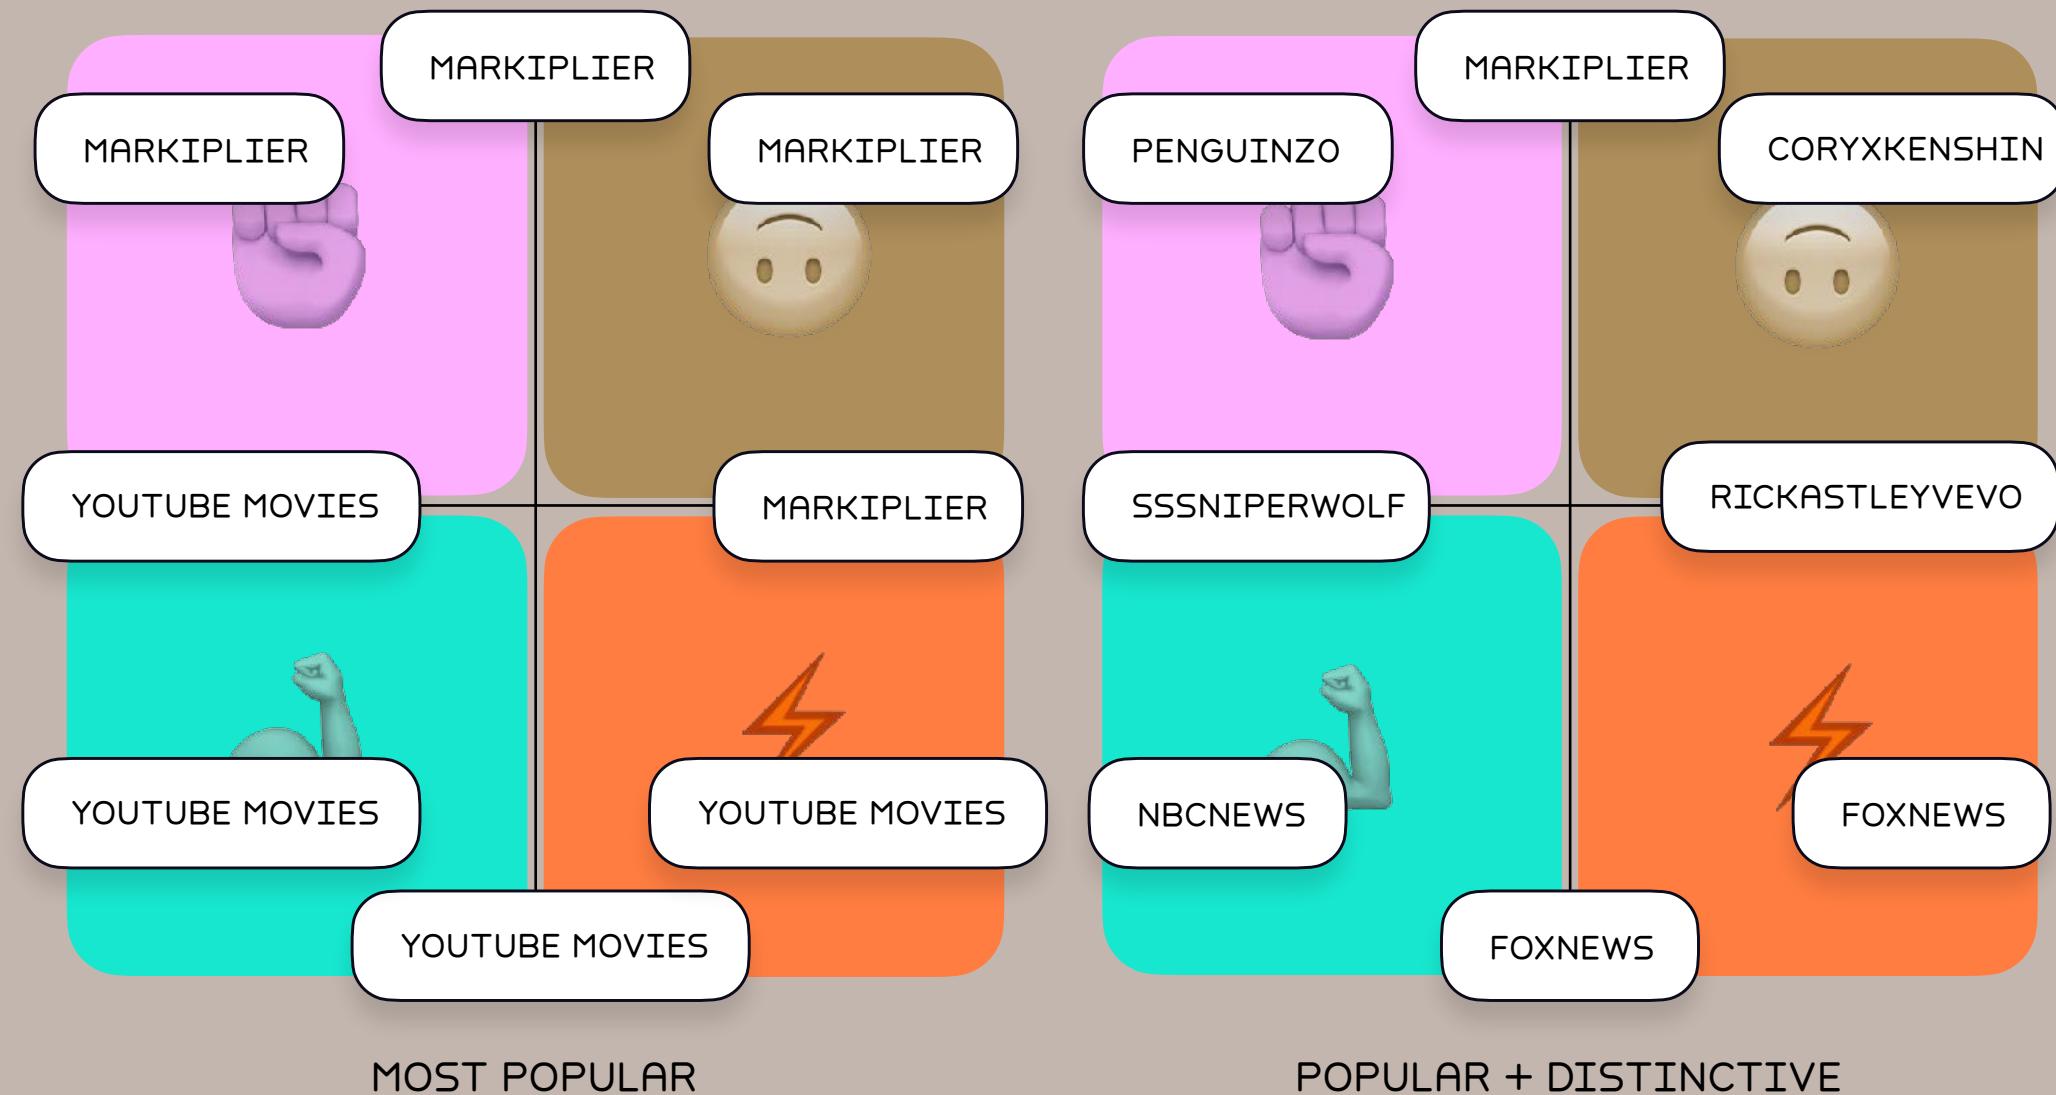 MARKIPLIER
MARKIPLIER
MARKIPLIER
YOUTUBE MOVIES
MARKIPLIER
YOUTUBE MOVIES
YOUTUBE MOVIES
YOUTUBE MOVIES
MOST POPULAR
MARKIPLIER
PENGUINZO
CORYXKENSHIN
SSSNIPERWOLF
RICKASTLEYVEVO
NBCNEWS
FOXNEWS
FOXNEWS
POPULAR + DISTINCTIVE